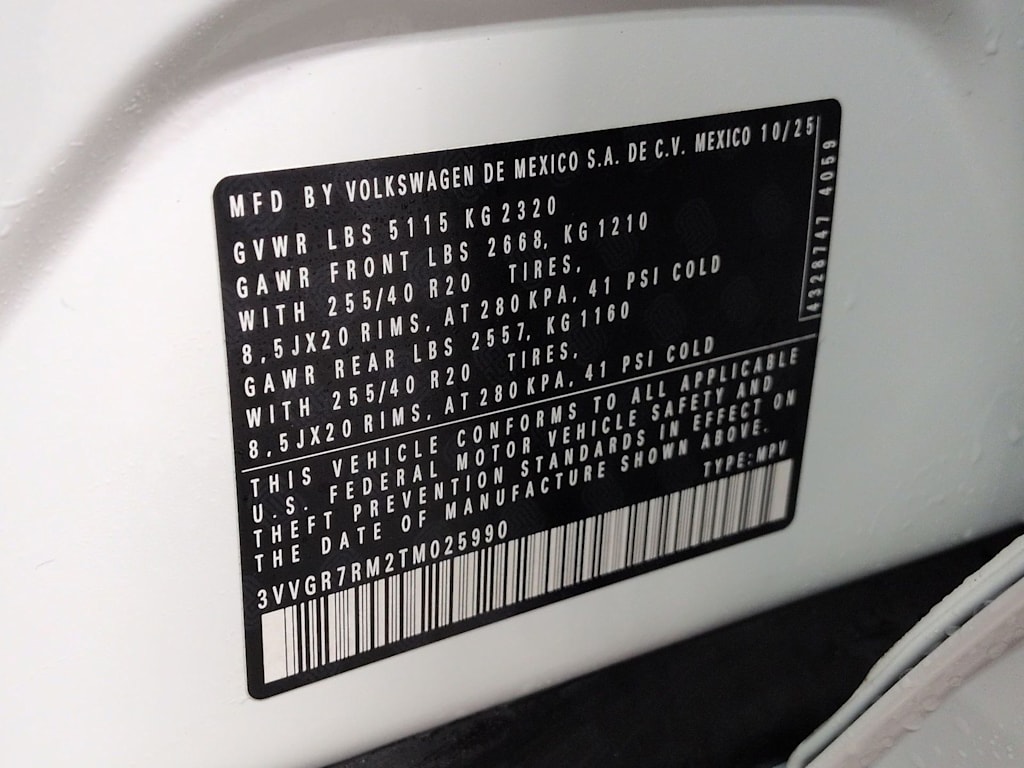 MFD BY VOLKSWAGEN DE MEXICO S.A. DE C.V. MEXICO 10/25
GVWR LBS 5115 KG 2320
GAWR FRONT LBS 2668, KG 1210
WITH 255/40 R20 TIRES,
8,5JX20 RIMS, AT 280 KPA, 41 PSI COLD
GAWR REAR LBS 2557, KG 1160
WITH 255/40 R20 TIRES,
8,5JX20 RIMS, AT 280 KPA, 41 PSI COLD
4328747 4059
THIS VEHICLE CONFORMS TO ALL APPLICABLE
U.S. FEDERAL MOTOR VEHICLE SAFETY AND
THEFT PREVENTION STANDARDS IN EFFECT ON
THE DATE OF MANUFACTURE SHOWN ABOVE.
TYPE:MPV
3VVGR7RM2TM025990